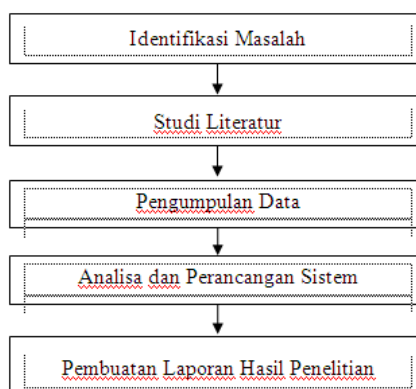 Identifikasi Masalah
Studi Literatur
Pengumpulan Data
Analisa dan Perancangan Sistem
Pembuatan Laporan Hasil Penelitian